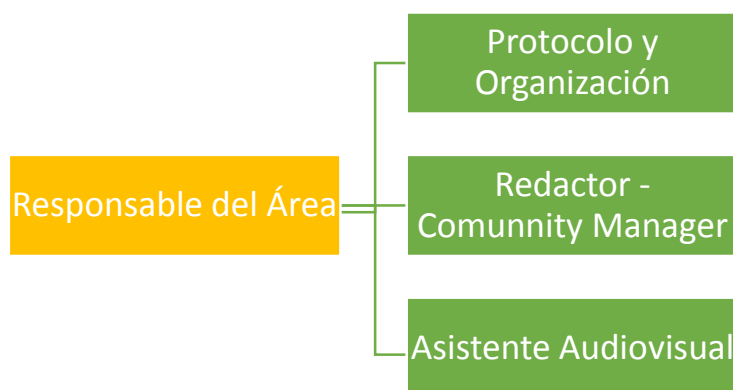 Protocolo y
Organización
Responsable del Área
Redactor -
Comunnity Manager
Asistente Audiovisual